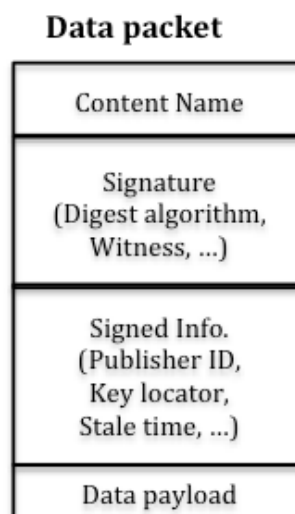 Data packet
Content Name
Signature
(Digest algorithm,
Witness, ...)
Signed Info.
(Publisher ID,
Key locator,
Stale time, ...)
Data payload